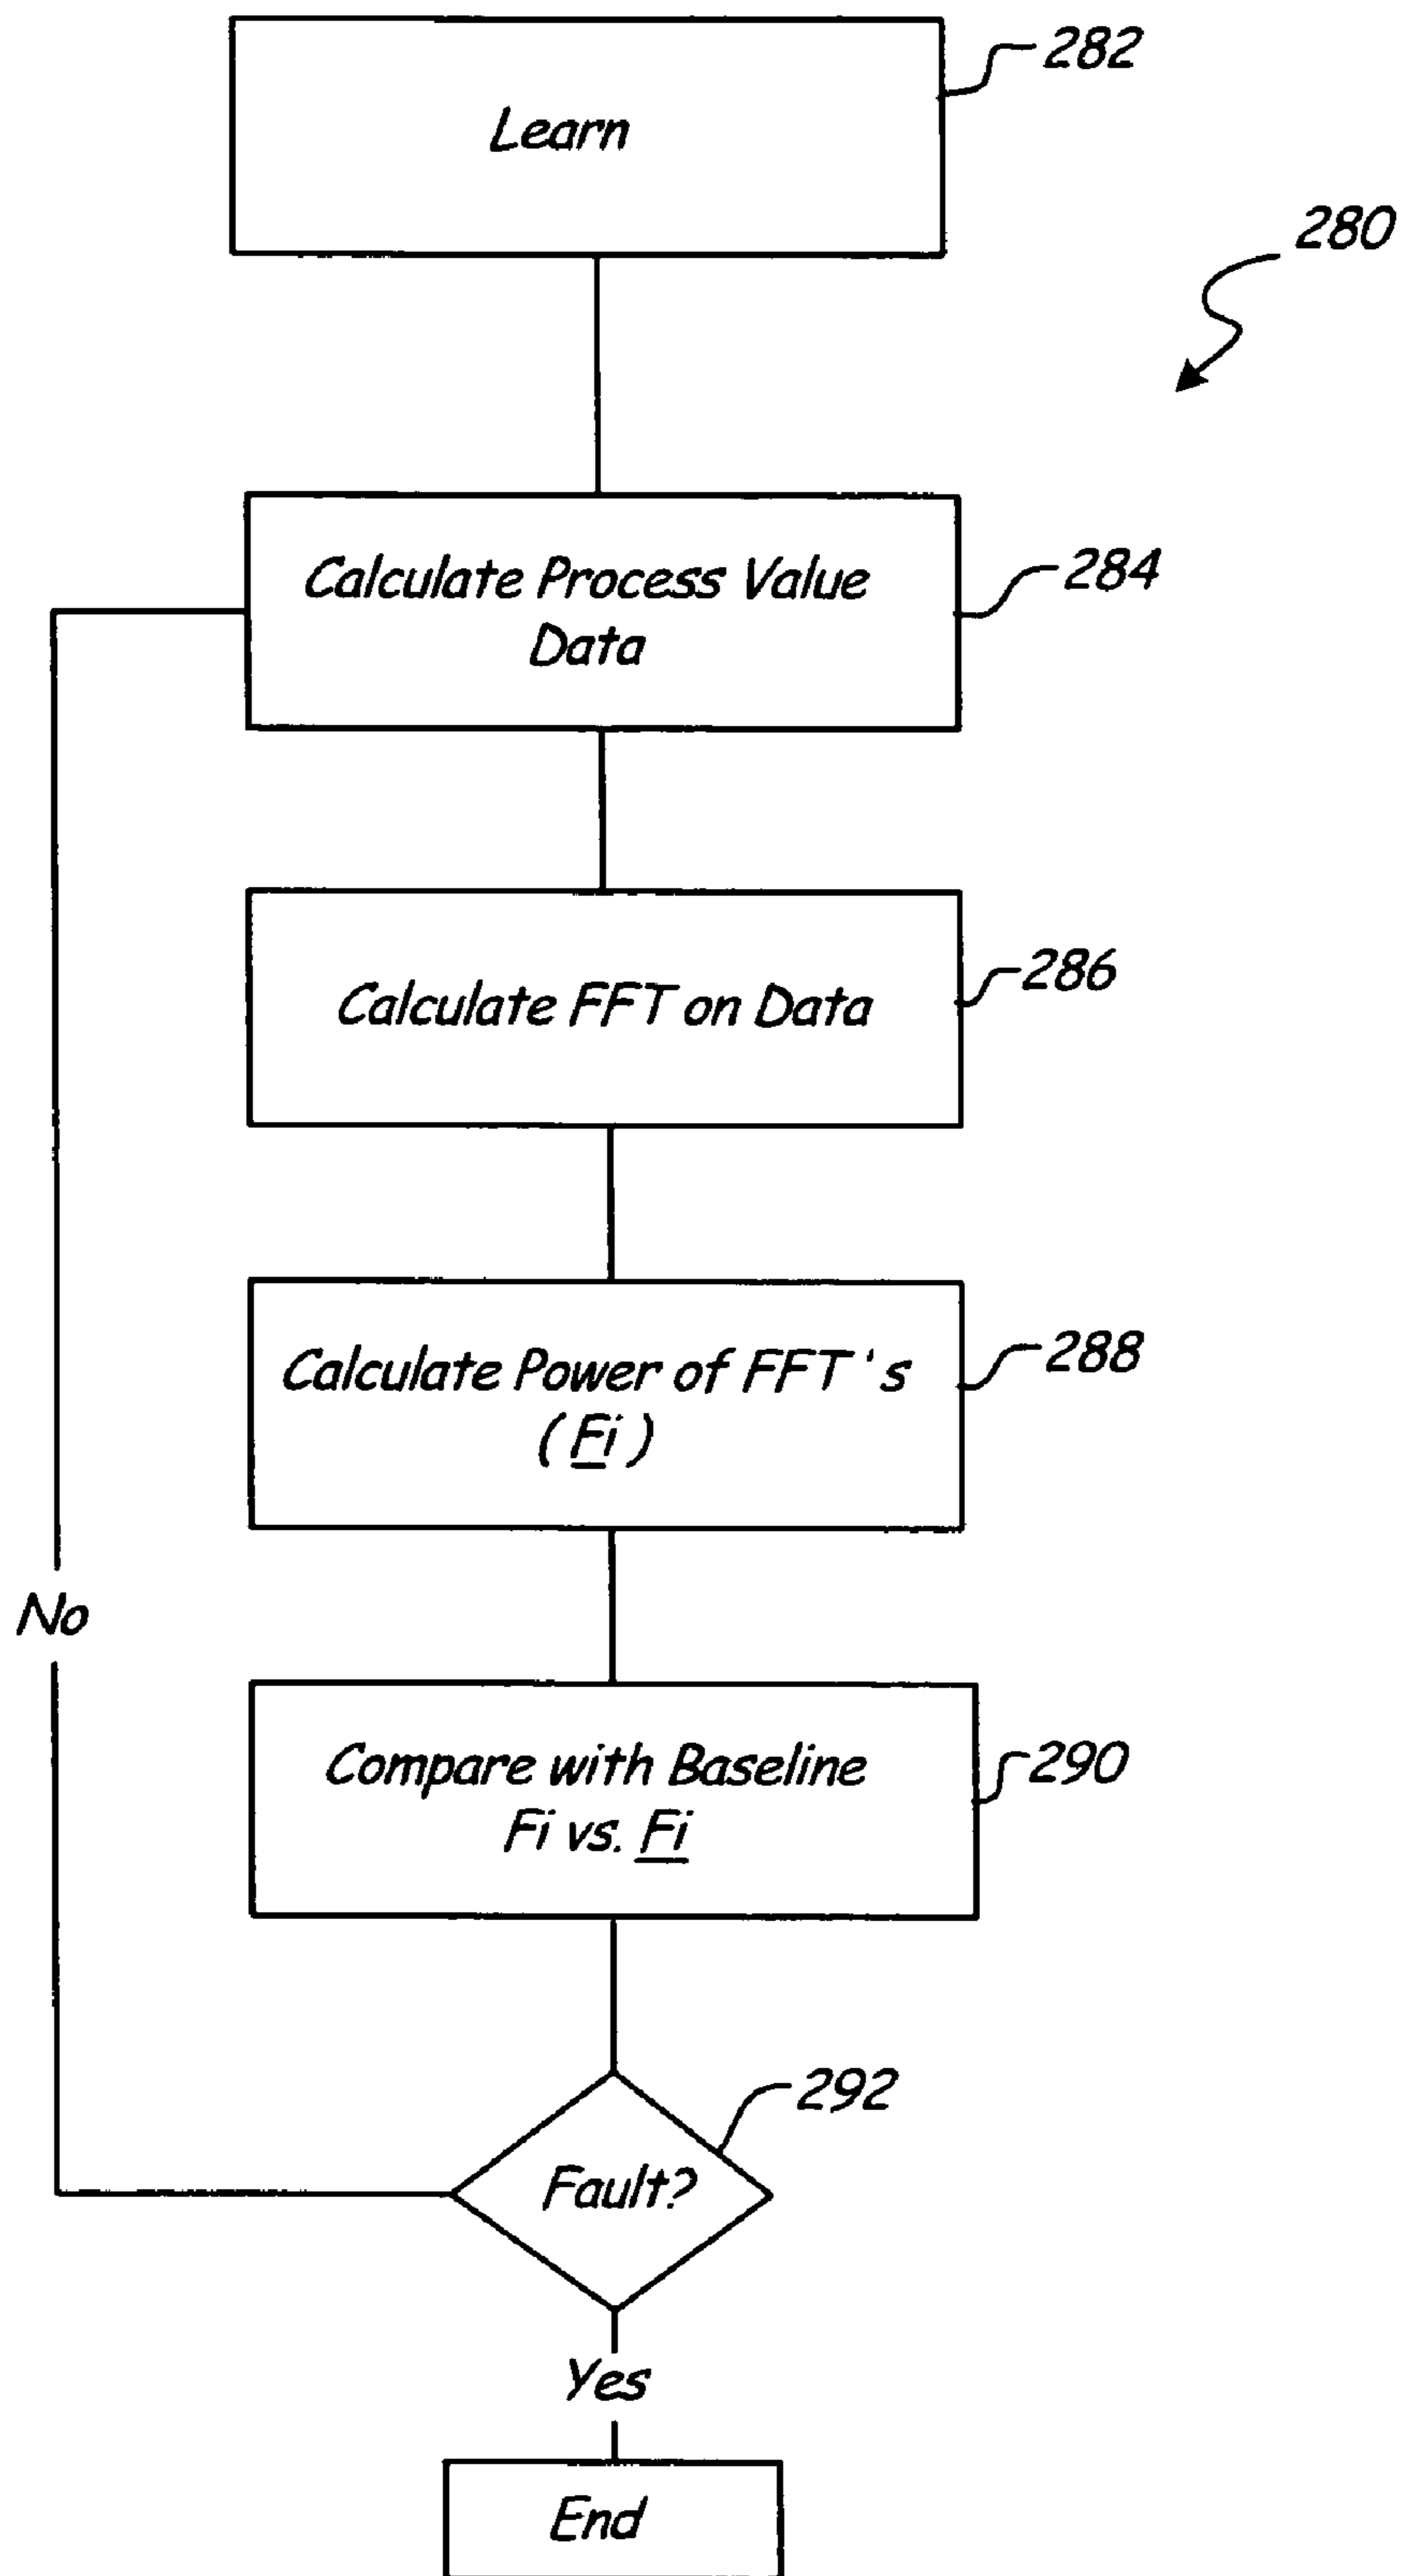 282
Learn
280
Calculate Process Value
Data
284
Calculate FFT on Data
286
Calculate Power of FFT's
(Fi)
288
No
Compare with Baseline
Fi vs. Fi
290
292
Fault?
Yes
End